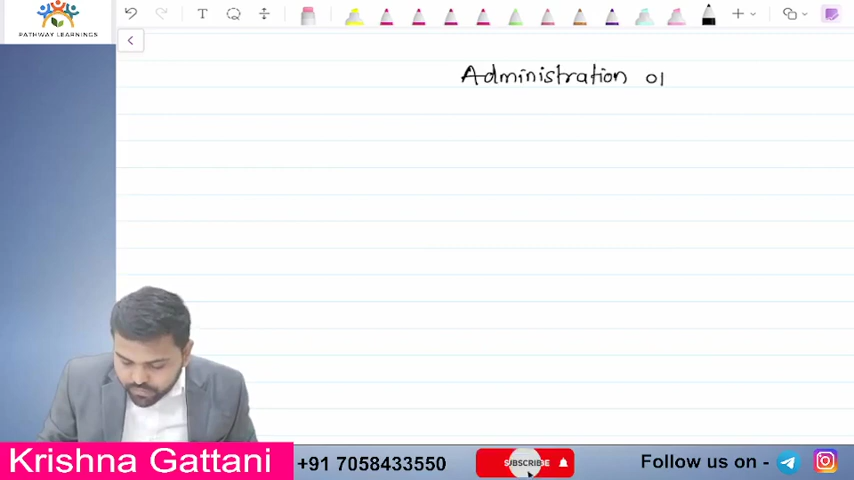 PATHWAY LEARNINGS
T
Administration 01
Krishna Gattani
+91 7058433550
SUBSCRIBE
Follow us on -